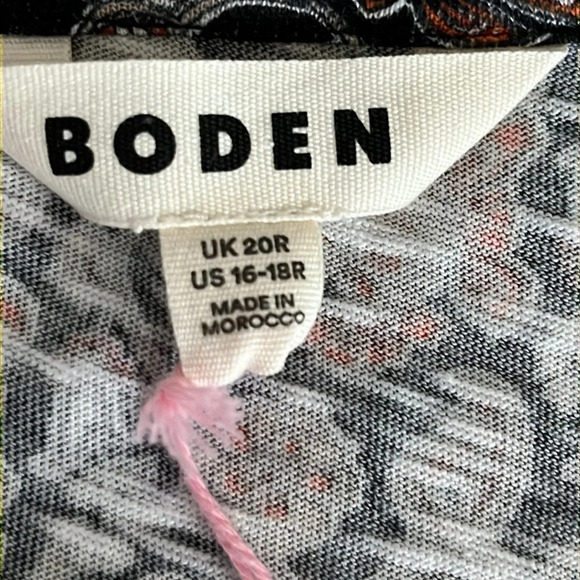 BODEN
UK 20R
US 16-18R
MADE IN
MOROCCO